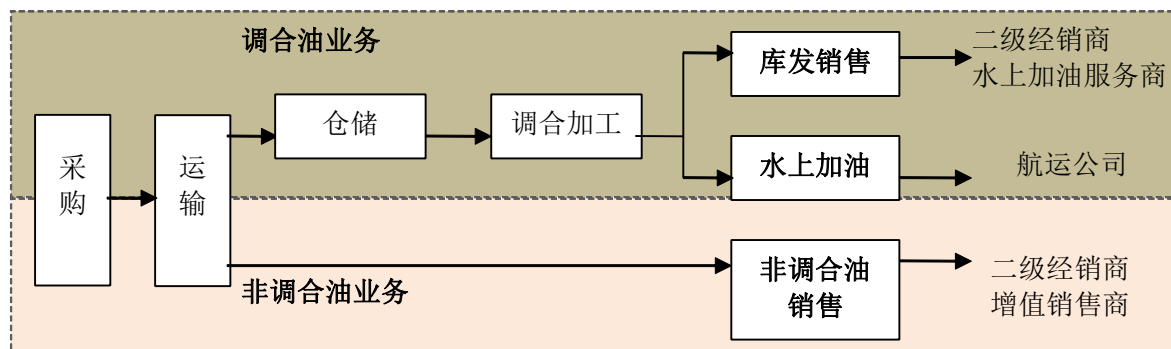 调合油业务
库发销售
二级经销商
水上加油服务商
仓储
调合加工
采购
运输
水上加油
航运公司
非调合油业务
非调合油
销售
二级经销商
增值销售商